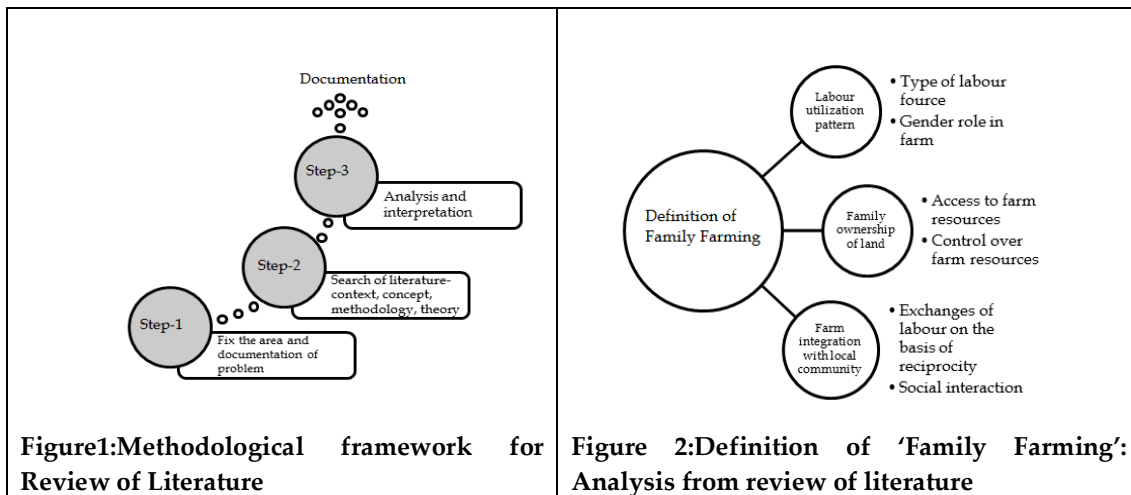 Documentation
Step-3
Analysis and
interpretation
Step-2
Search of literature-
context, concept,
methodology, theory
Step-1
Fix the area and
documentation of
problem
Figure1:Methodological framework for
Review of Literature
Definition of
Family Farming
Labour
utilization
pattern
• Type of labour
fource
• Gender role in
farm
Family
ownership
of land
• Access to farm
resources
• Control over
farm resources
Farm
integration
with local
community
• Exchanges of
labour on the
basis of
reciprocity
• Social interaction
Figure 2:Definition of ‘Family Farming’:
Analysis from review of literature